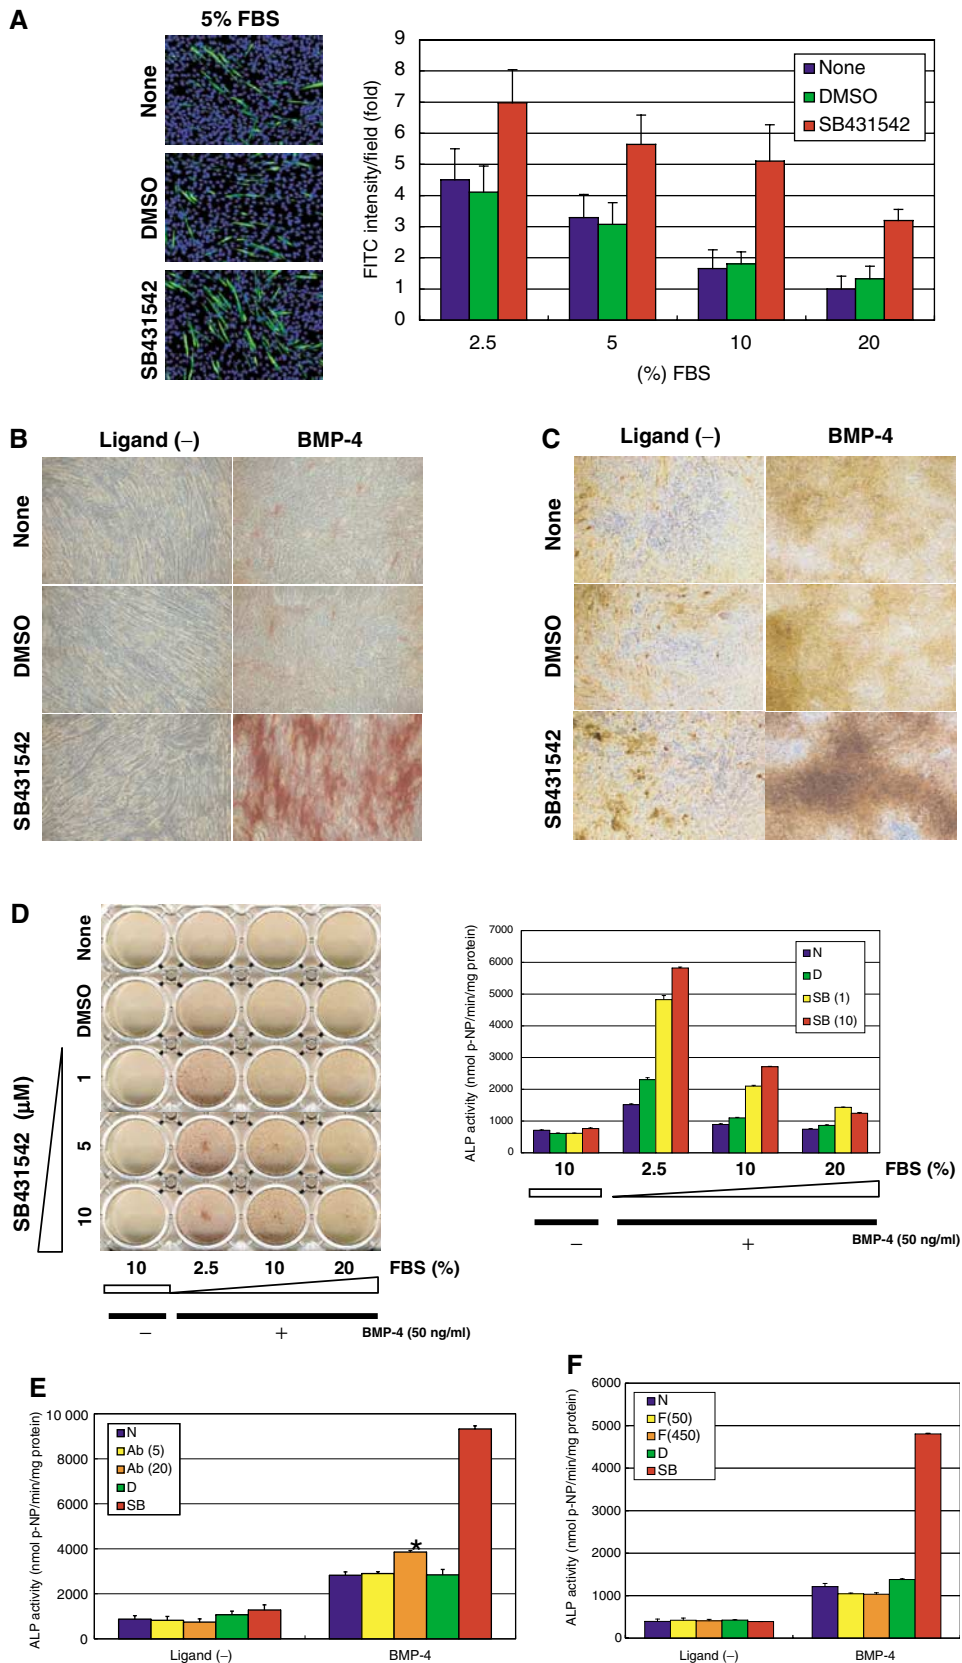 A
5% FBS
None
DMSO
SB431542
FITC intensity/field (fold)
9
8
7
6
5
4
3
2
1
0
None
DMSO
SB431542
2.5 5 10 20
(%) FBS
B
Ligand (–) BMP-4
None
DMSO
SB431542
C
Ligand (–) BMP-4
None
DMSO
SB431542
D
None
DMSO
1
5
10
SB431542 (µM)
10 2.5 10 20 FBS (%)
– + BMP-4 (50 ng/ml)
ALP activity (nmol p-NP/min/mg protein)
7000
6000
5000
4000
3000
2000
1000
0
N
D
SB (1)
SB (10)
10 2.5 10 20 FBS (%)
– + BMP-4 (50 ng/ml)
E
ALP activity (nmol p-NP/min/mg protein)
10 000
8000
6000
4000
2000
0
N
Ab (5)
Ab (20)
D
SB
*
Ligand (–) BMP-4
F
ALP activity (nmol p-NP/min/mg protein)
6000
5000
4000
3000
2000
1000
0
N
F(50)
F(450)
D
SB
Ligand (–) BMP-4